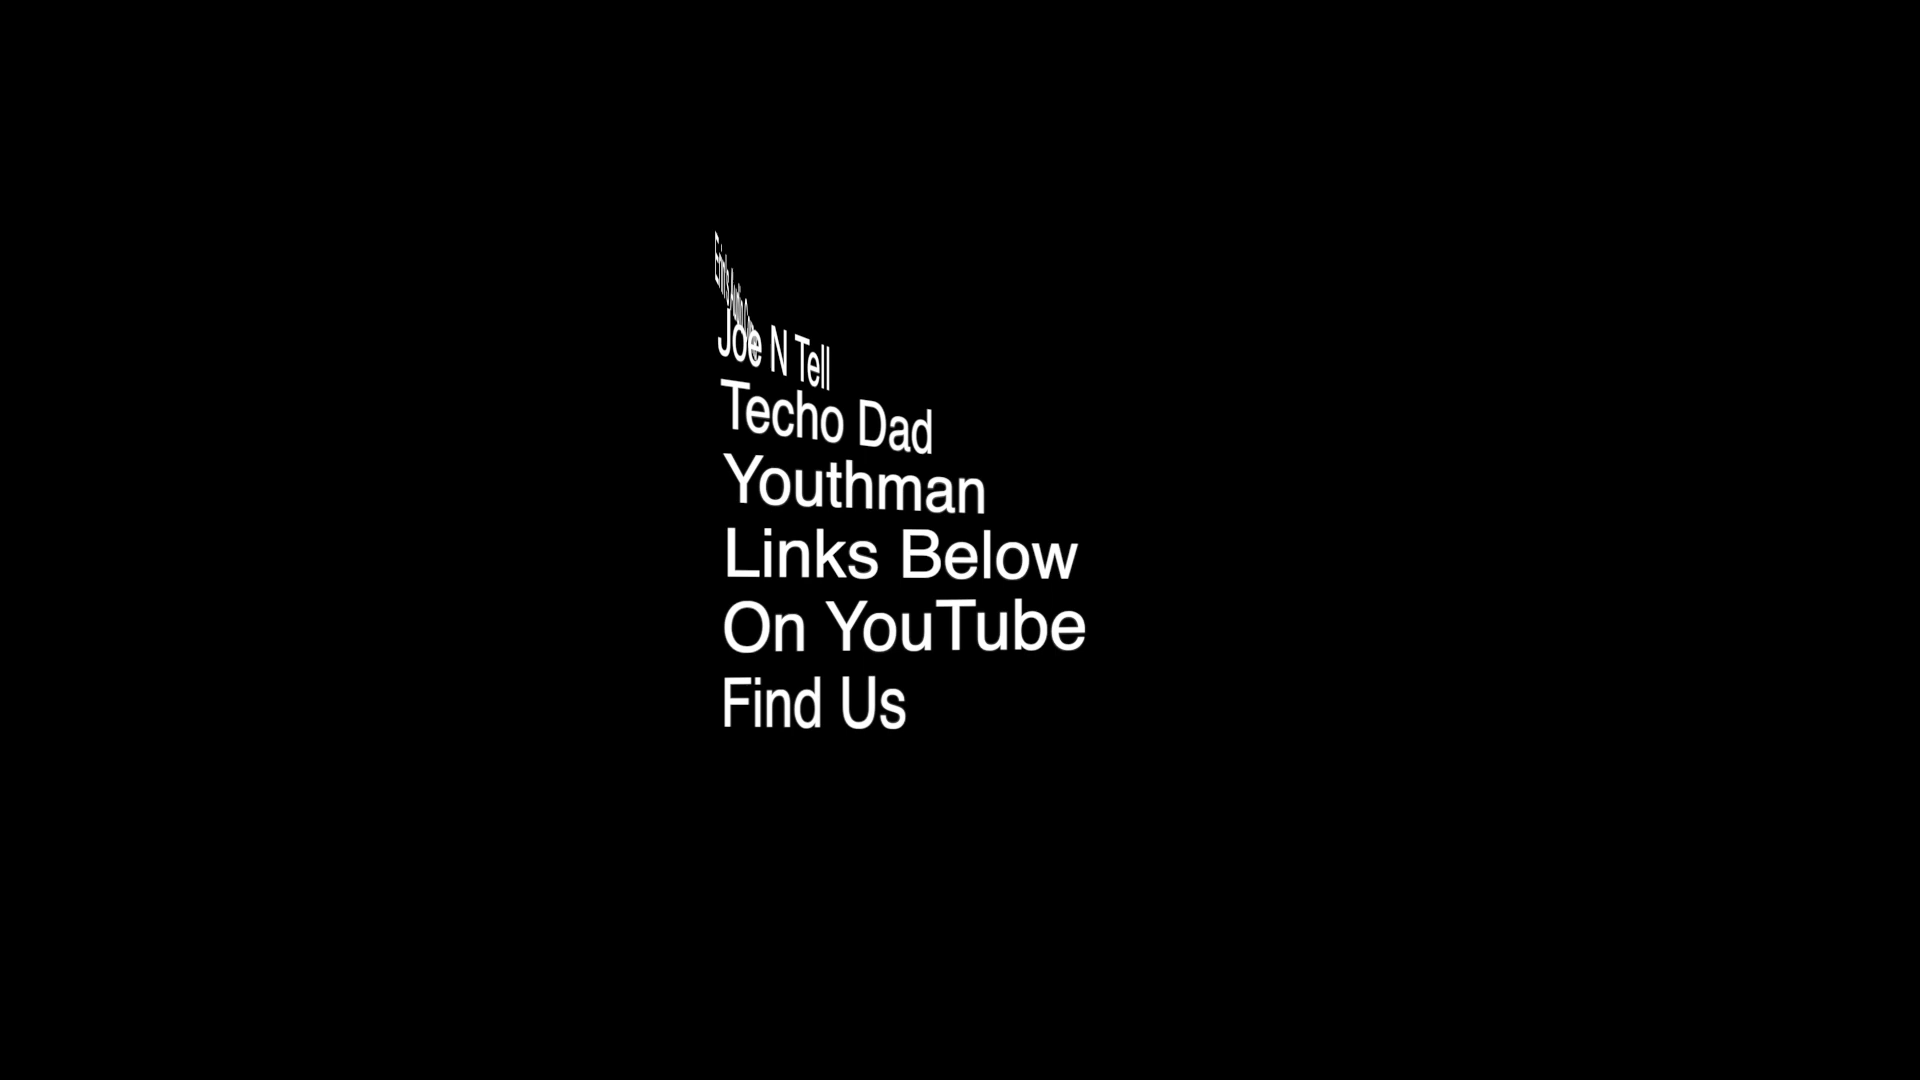 Joe N Tell
Techo Dad
Youthman
Links Below
On YouTube
Find Us